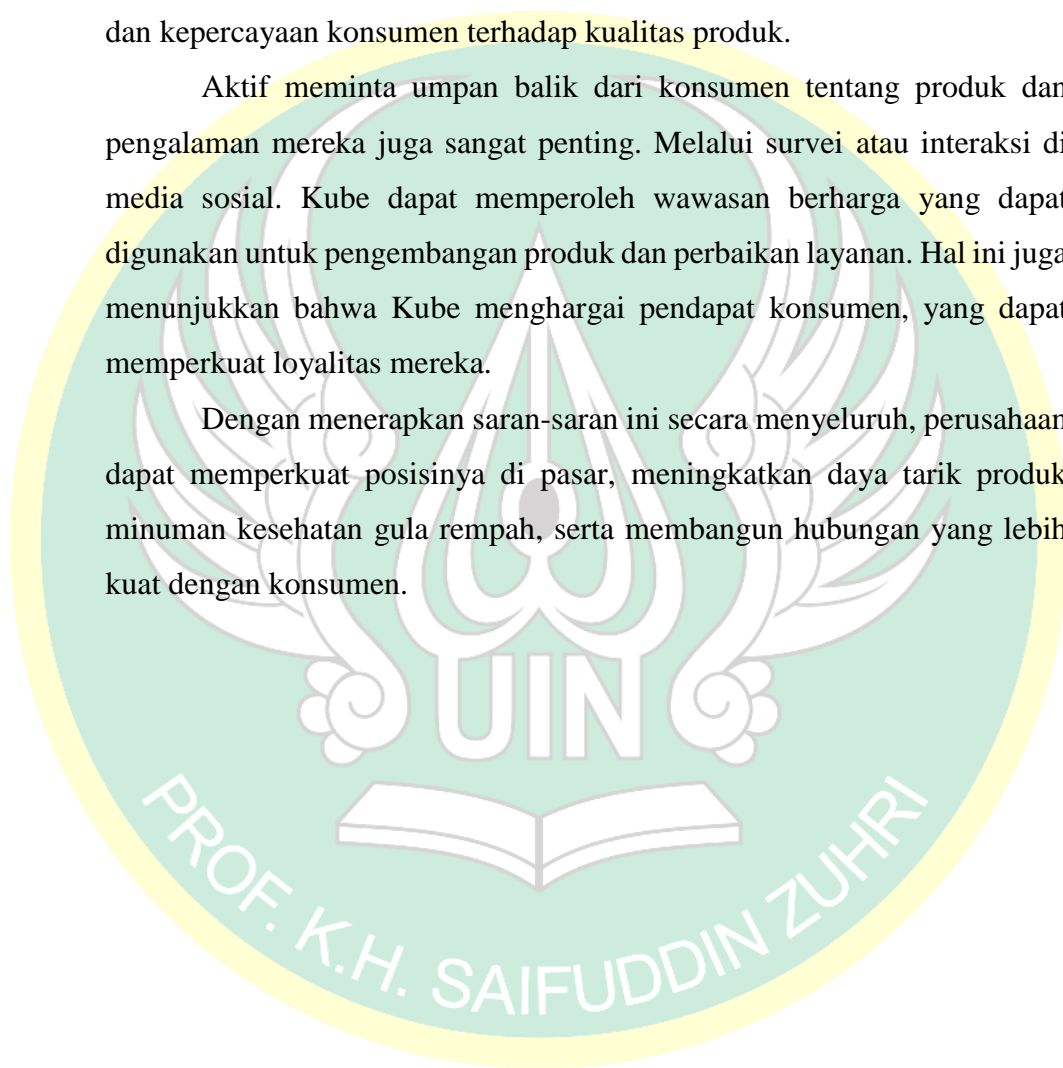 dan kepercayaan konsumen terhadap kualitas produk.
Aktif meminta umpan balik dari konsumen tentang produk dan
pengalaman mereka juga sangat penting. Melalui survei atau interaksi di
media sosial. Kube dapat memperoleh wawasan berharga yang dapat
digunakan untuk pengembangan produk dan perbaikan layanan. Hal ini juga
menunjukkan bahwa Kube menghargai pendapat konsumen, yang dapat
memperkuat loyalitas mereka.
Dengan menerapkan saran-saran ini secara menyeluruh, perusahaan
dapat memperkuat posisinya di pasar, meningkatkan daya tarik produk
minuman kesehatan gula rempah, serta membangun hubungan yang lebih
kuat dengan konsumen.
UIN
PROF. K.H. SAIFUDDIN ZUHRI